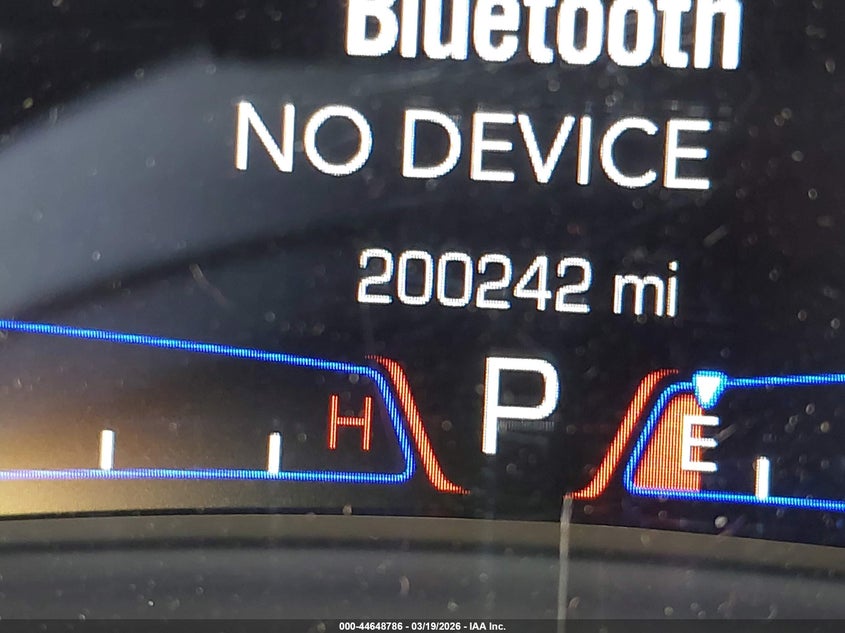 Bluetooth
NO DEVICE
200242 mi
P
H
E
000-44648786 - 03/19/2026 - IAA Inc.